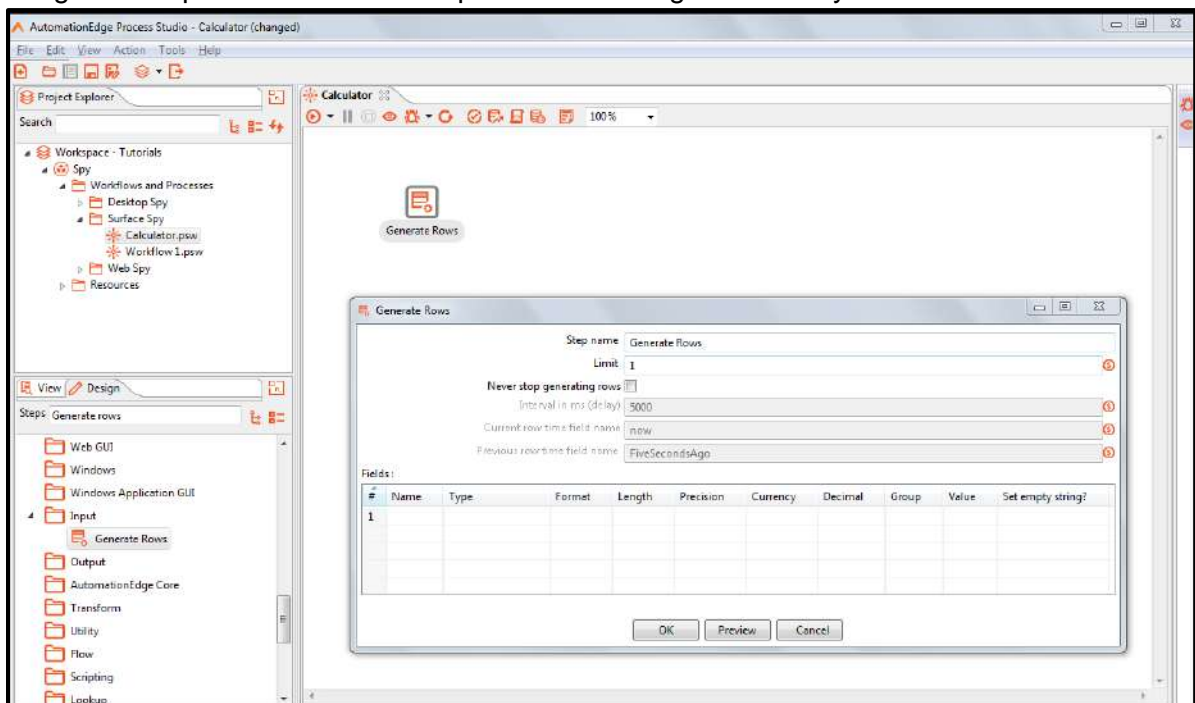 AutomationEdge Process Studio - Calculator (changed)
File Edit View Action Tools Help
Project Explorer
Search
Workspace - Tutorials
Spy
Workflows and Processes
Desktop Spy
Surface Spy
Calculator.psw
Workflow 1.psw
Web Spy
Resources
View Design
Steps Generate rows
Web GUI
Windows
Windows Application GUI
Input
Generate Rows
Output
AutomationEdge Core
Transform
Utility
Flow
Scripting
Lookup
Calculator
100%
Generate Rows
Generate Rows
Step name Generate Rows
Limit 1
Never stop generating rows
Interval in ms (delay) 5000
Current row time field name now
Previous row time field name FiveSecondsAgo
Fields :
# Name Type Format Length Precision Currency Decimal Group Value Set empty string?
1
OK Preview Cancel